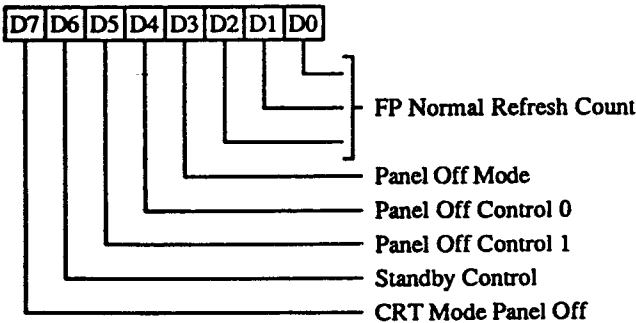 D7 D6 D5 D4 D3 D2 D1 D0
FP Normal Refresh Count
Panel Off Mode
Panel Off Control 0
Panel Off Control 1
Standby Control
CRT Mode Panel Off